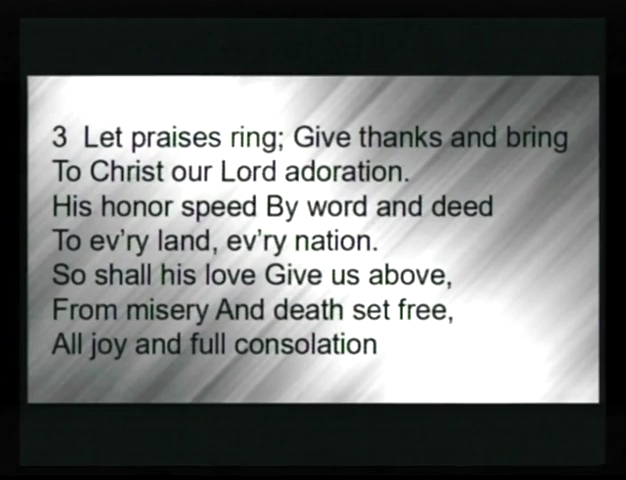 3 Let praises ring; Give thanks and bring
To Christ our Lord adoration.
His honor speed By word and deed
To ev'ry land, ev'ry nation.
So shall his love Give us above,
From misery And death set free,
All joy and full consolation